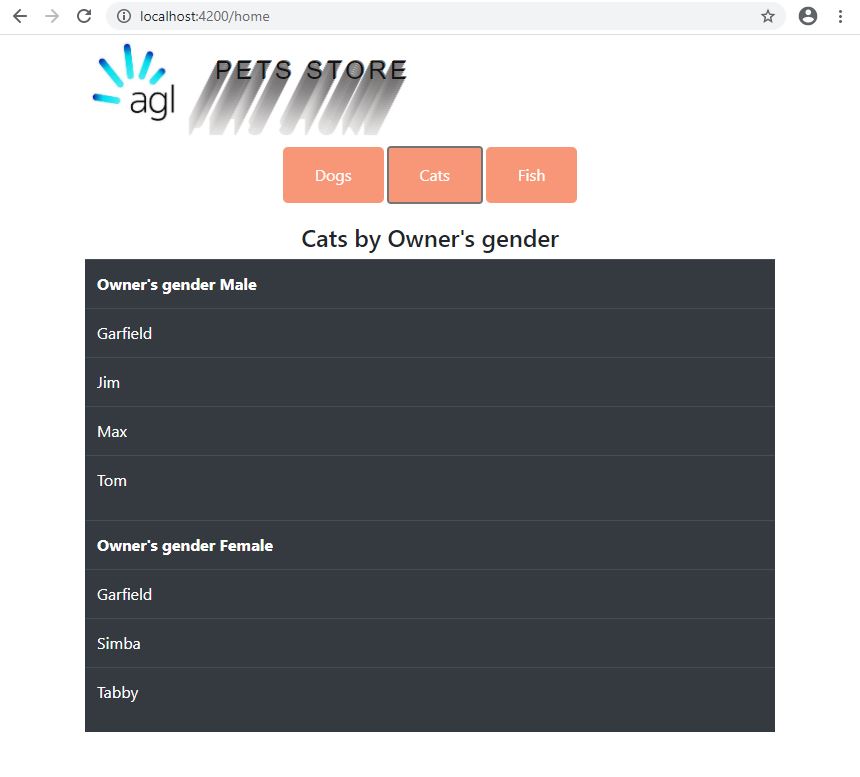 localhost:4200/home
agl PETS STORE
Dogs Cats Fish
Cats by Owner's gender
Owner's gender Male
Garfield
Jim
Max
Tom
Owner's gender Female
Garfield
Simba
Tabby